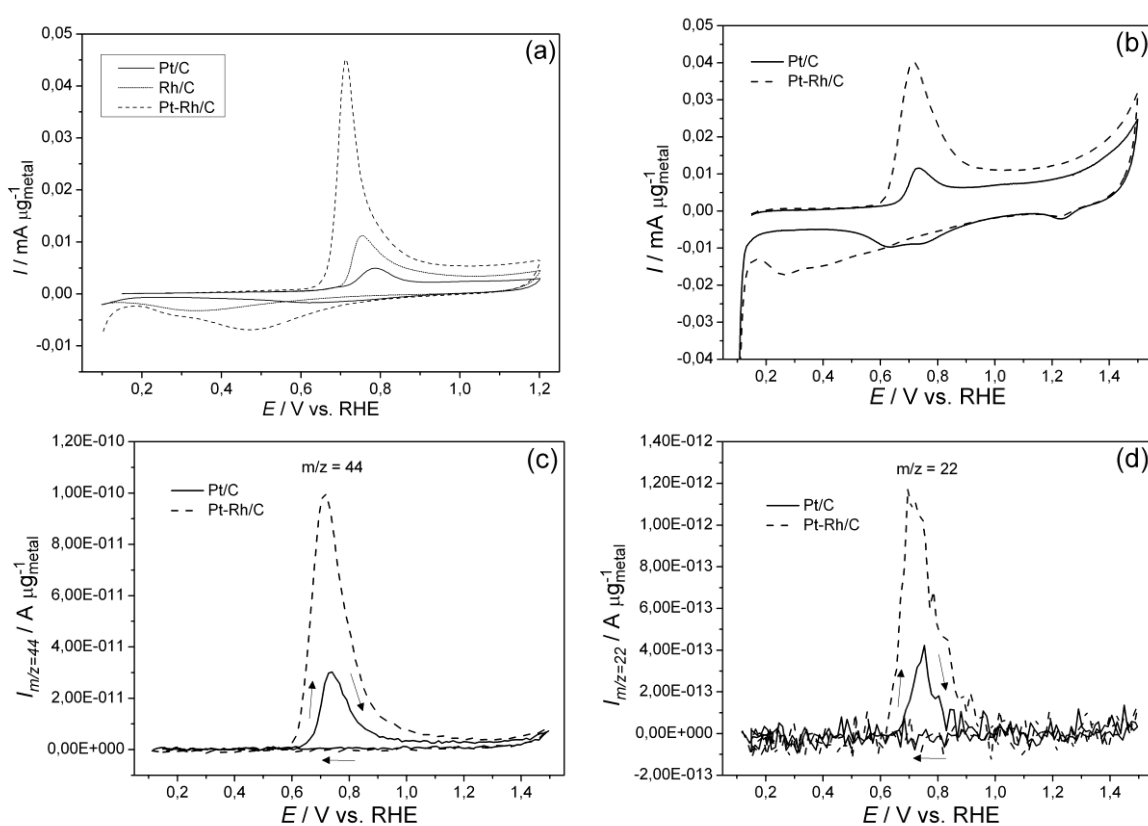 (a)
Pt/C
Rh/C
Pt-Rh/C
0,05
0,04
0,03
0,02
0,01
0,00
-0,01
I / mA μg⁻¹metal
0,2 0,4 0,6 0,8 1,0 1,2
E / V vs. RHE
(b)
Pt/C
Pt-Rh/C
0.05
0.04
0.03
0.02
0.01
0.00
-0.01
-0.02
-0.03
-0.04
I / mA μg⁻¹metal
0,2 0,4 0,6 0,8 1,0 1,2 1,4
E / V vs. RHE
(c)
m/z = 44
Pt/C
Pt-Rh/C
1,20E-010
1,00E-010
8,00E-011
6,00E-011
4,00E-011
2,00E-011
0,00E+000
I m/z=44 / A μg⁻¹metal
0,2 0,4 0,6 0,8 1,0 1,2 1,4
E / V vs. RHE
(d)
m/z = 22
Pt/C
Pt-Rh/C
1,40E-012
1,20E-012
1,00E-012
8,00E-013
6,00E-013
4,00E-013
2,00E-013
0,00E+000
-2,00E-013
I m/z=22 / A μg⁻¹metal
0,2 0,4 0,6 0,8 1,0 1,2 1,4
E / V vs. RHE